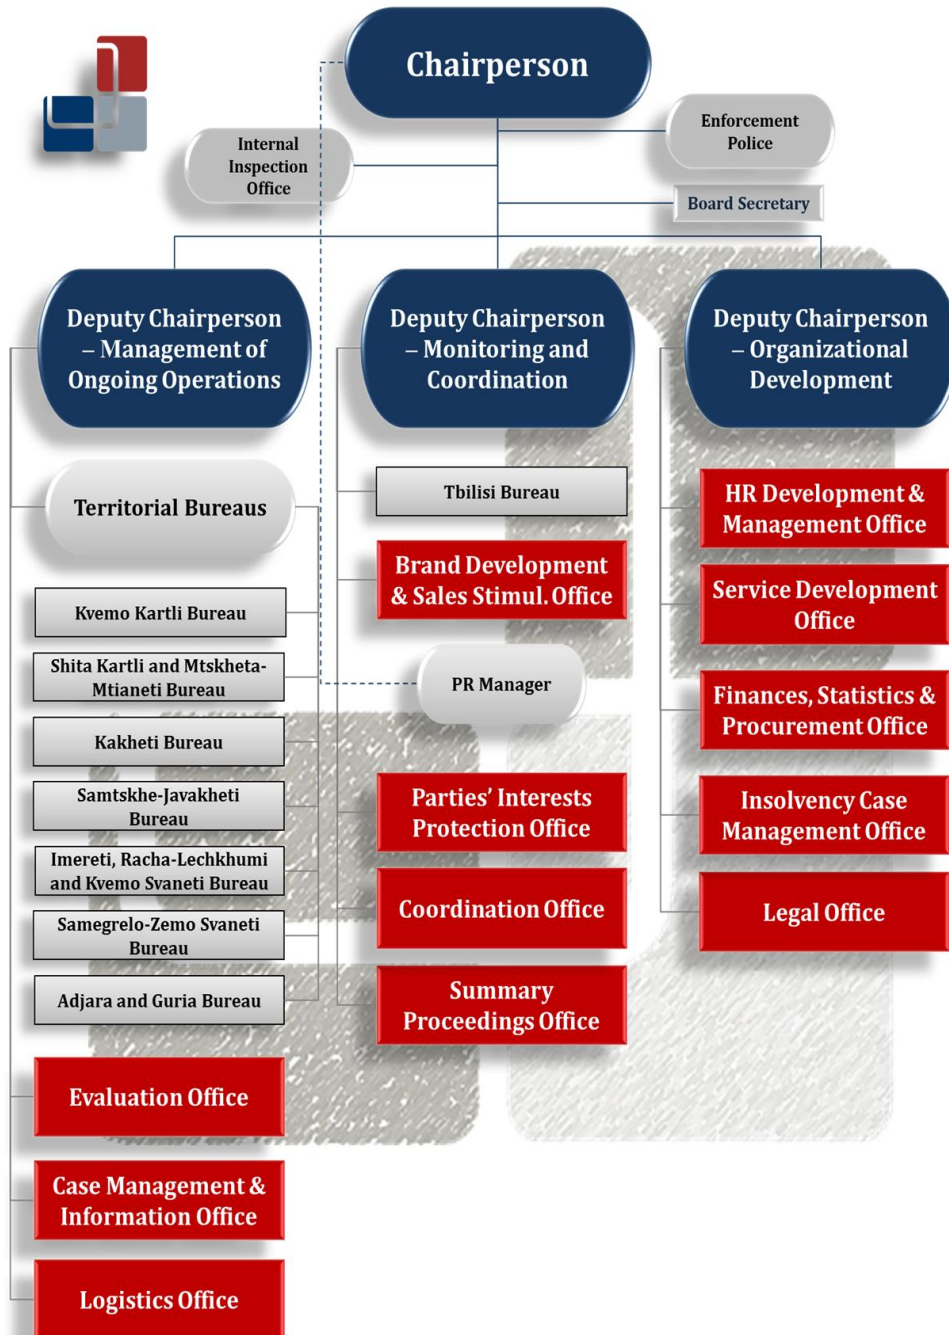 Chairperson
Internal
Inspection
Office
Enforcement
Police
Board Secretary
Deputy Chairperson
– Management of
Ongoing Operations
Deputy Chairperson
– Monitoring and
Coordination
Deputy Chairperson
– Organizational
Development
Territorial Bureaus
Kvemo Kartli Bureau
Shita Kartli and Mtskheta-
Mtianeti Bureau
Kakheti Bureau
Samtskhe-Javakheti
Bureau
Imereti, Racha-Lechkhumi
and Kvemo Svaneti Bureau
Samegrelo-Zemo Svaneti
Bureau
Adjara and Guria Bureau
Evaluation Office
Case Management &
Information Office
Logistics Office
Tbilisi Bureau
Brand Development
& Sales Stimul. Office
PR Manager
Parties’ Interests
Protection Office
Coordination Office
Summary
Proceedings Office
HR Development &
Management Office
Service Development
Office
Finances, Statistics &
Procurement Office
Insolvency Case
Management Office
Legal Office